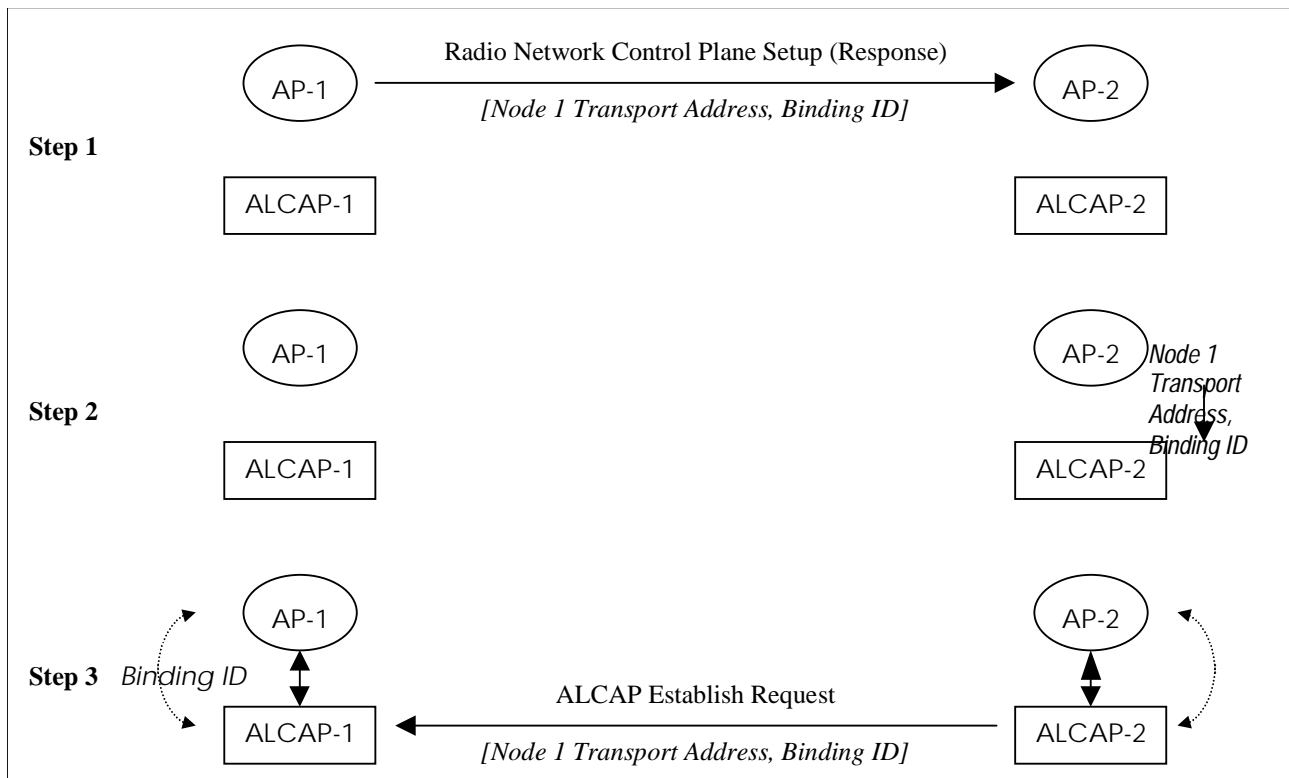 Radio Network Control Plane Setup (Response)
AP-1
AP-2
[Node 1 Transport Address, Binding ID]
Step 1
ALCAP-1
ALCAP-2
AP-1
AP-2
Node 1
Transport
Address,
Binding ID
Step 2
ALCAP-1
ALCAP-2
AP-1
AP-2
Step 3
Binding ID
ALCAP Establish Request
ALCAP-1
ALCAP-2
[Node 1 Transport Address, Binding ID]